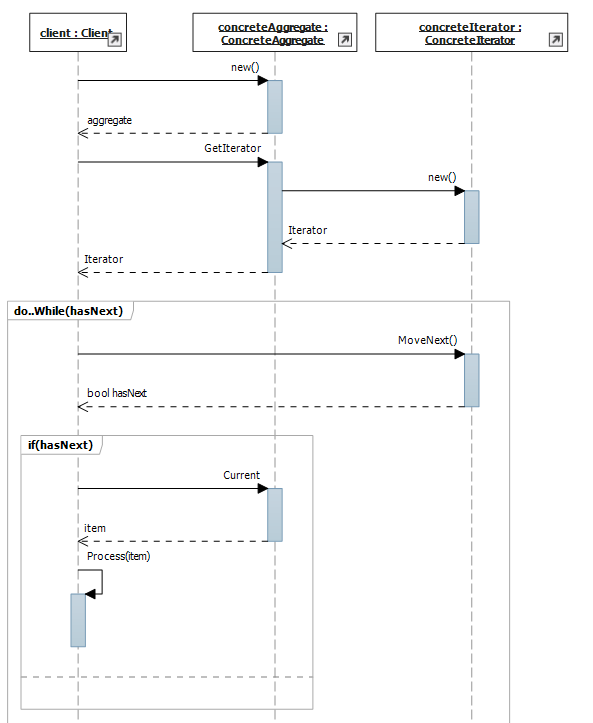 client : Client
concreteAggregate :
ConcreteAggregate
concreteIterator :
ConcreteIterator
new()
aggregate
GetIterator
new()
Iterator
Iterator
do..While(hasNext)
MoveNext()
bool hasNext
if(hasNext)
Current
item
Process(item)